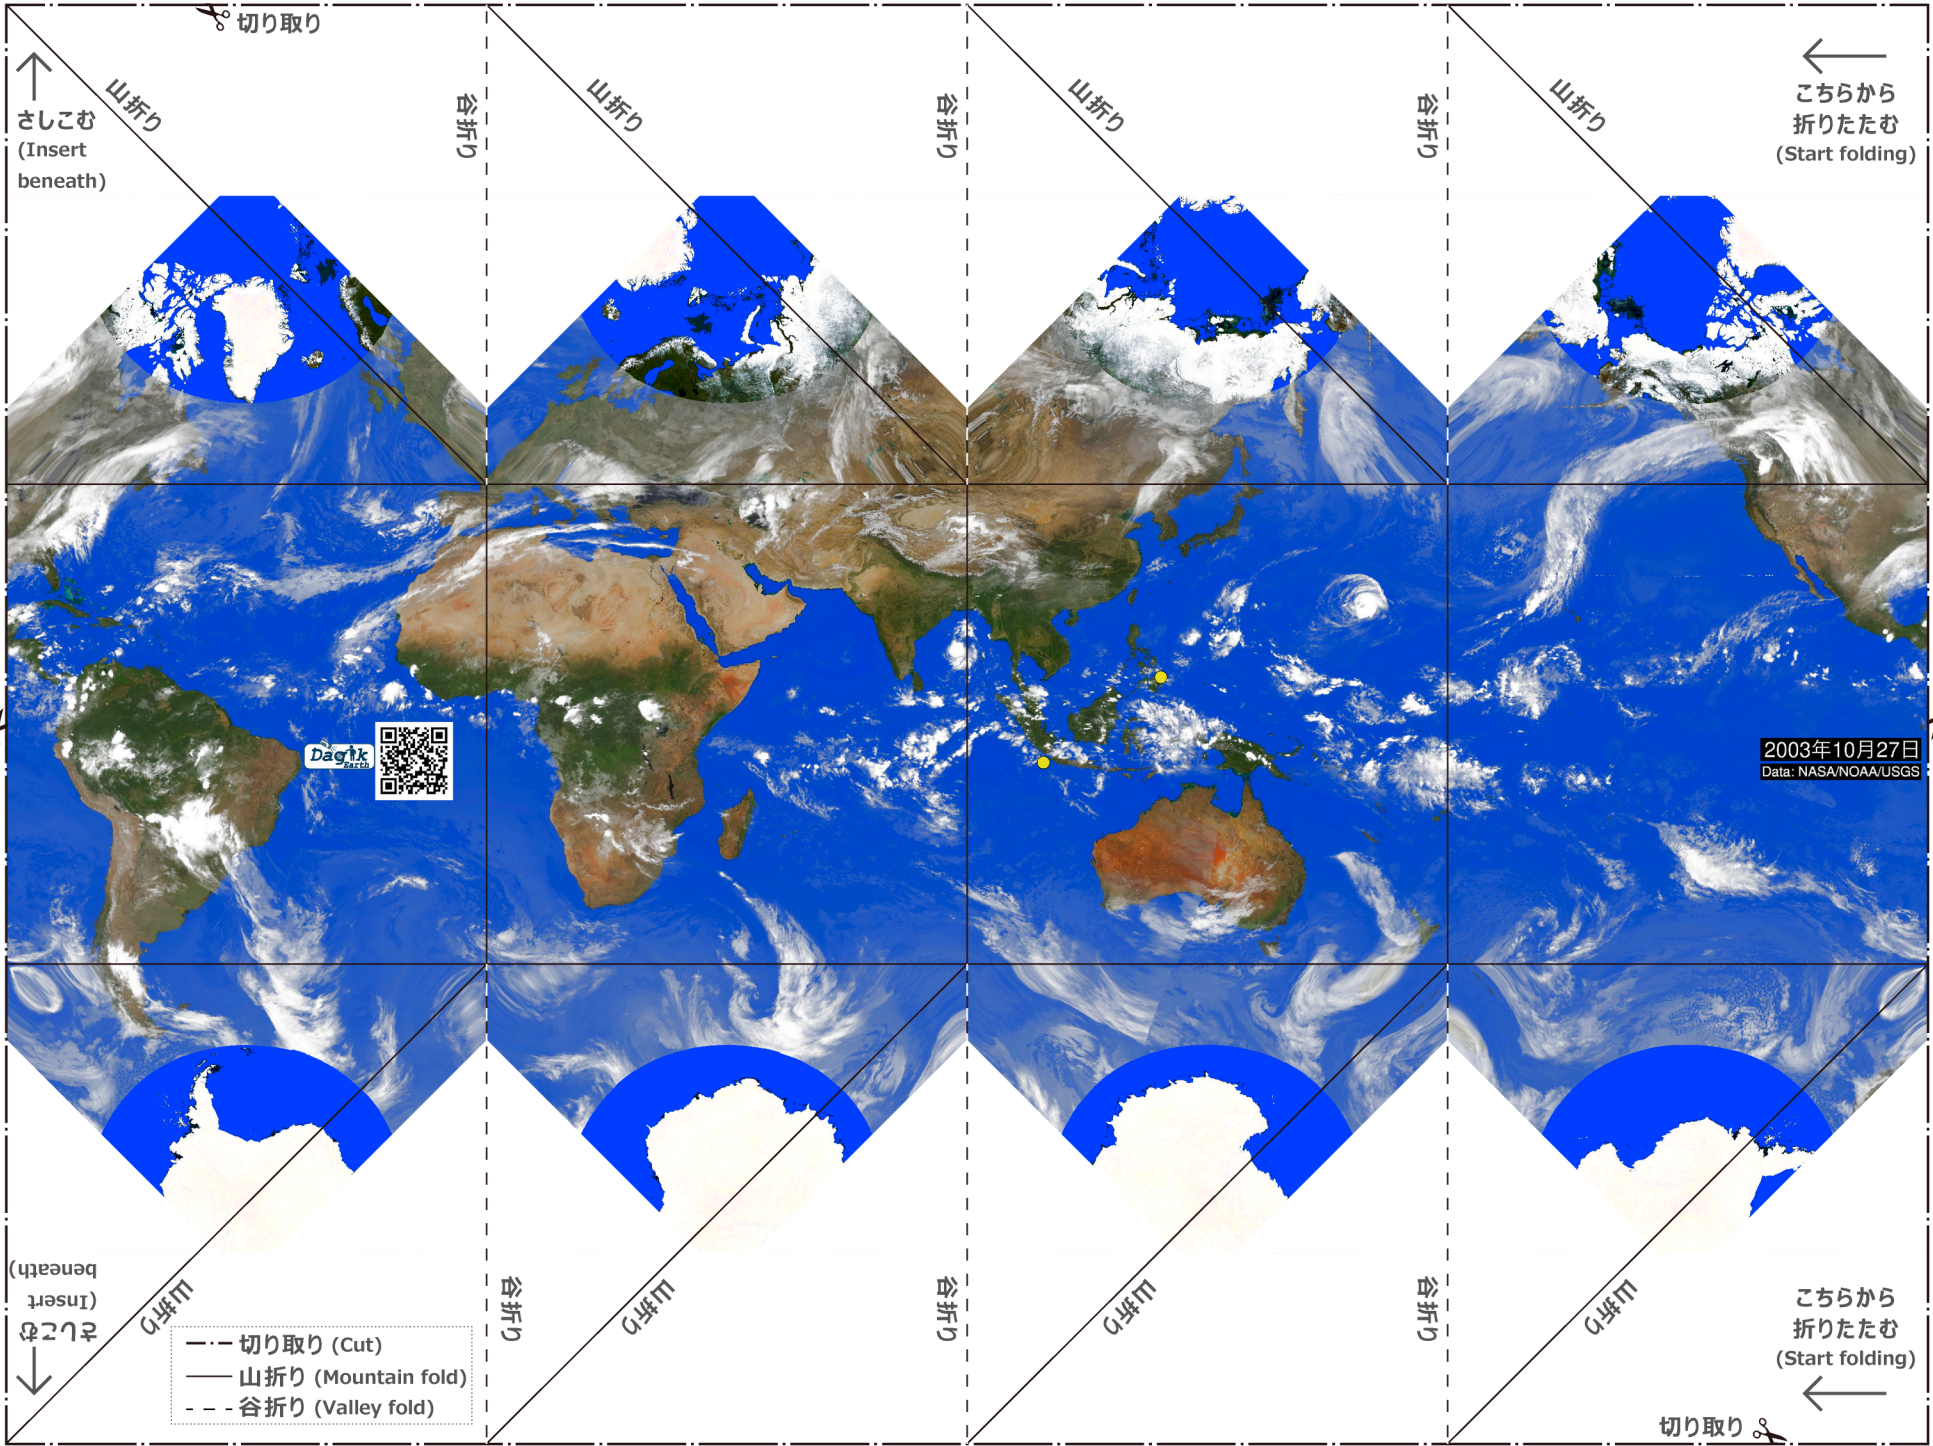 切り取り
さしこむ
(Insert
beneath)
山折り
谷折り
山折り
谷折り
山折り
谷折り
山折り
こちらから
折りたたむ
(Start folding)
Dagik
Earth
2003年10月27日
Data: NASA/NOAA/USGS
さしこむ
(Insert
beneath)
山折り
谷折り
山折り
谷折り
山折り
谷折り
山折り
こちらから
折りたたむ
(Start folding)
切り取り (Cut)
山折り (Mountain fold)
谷折り (Valley fold)
切り取り